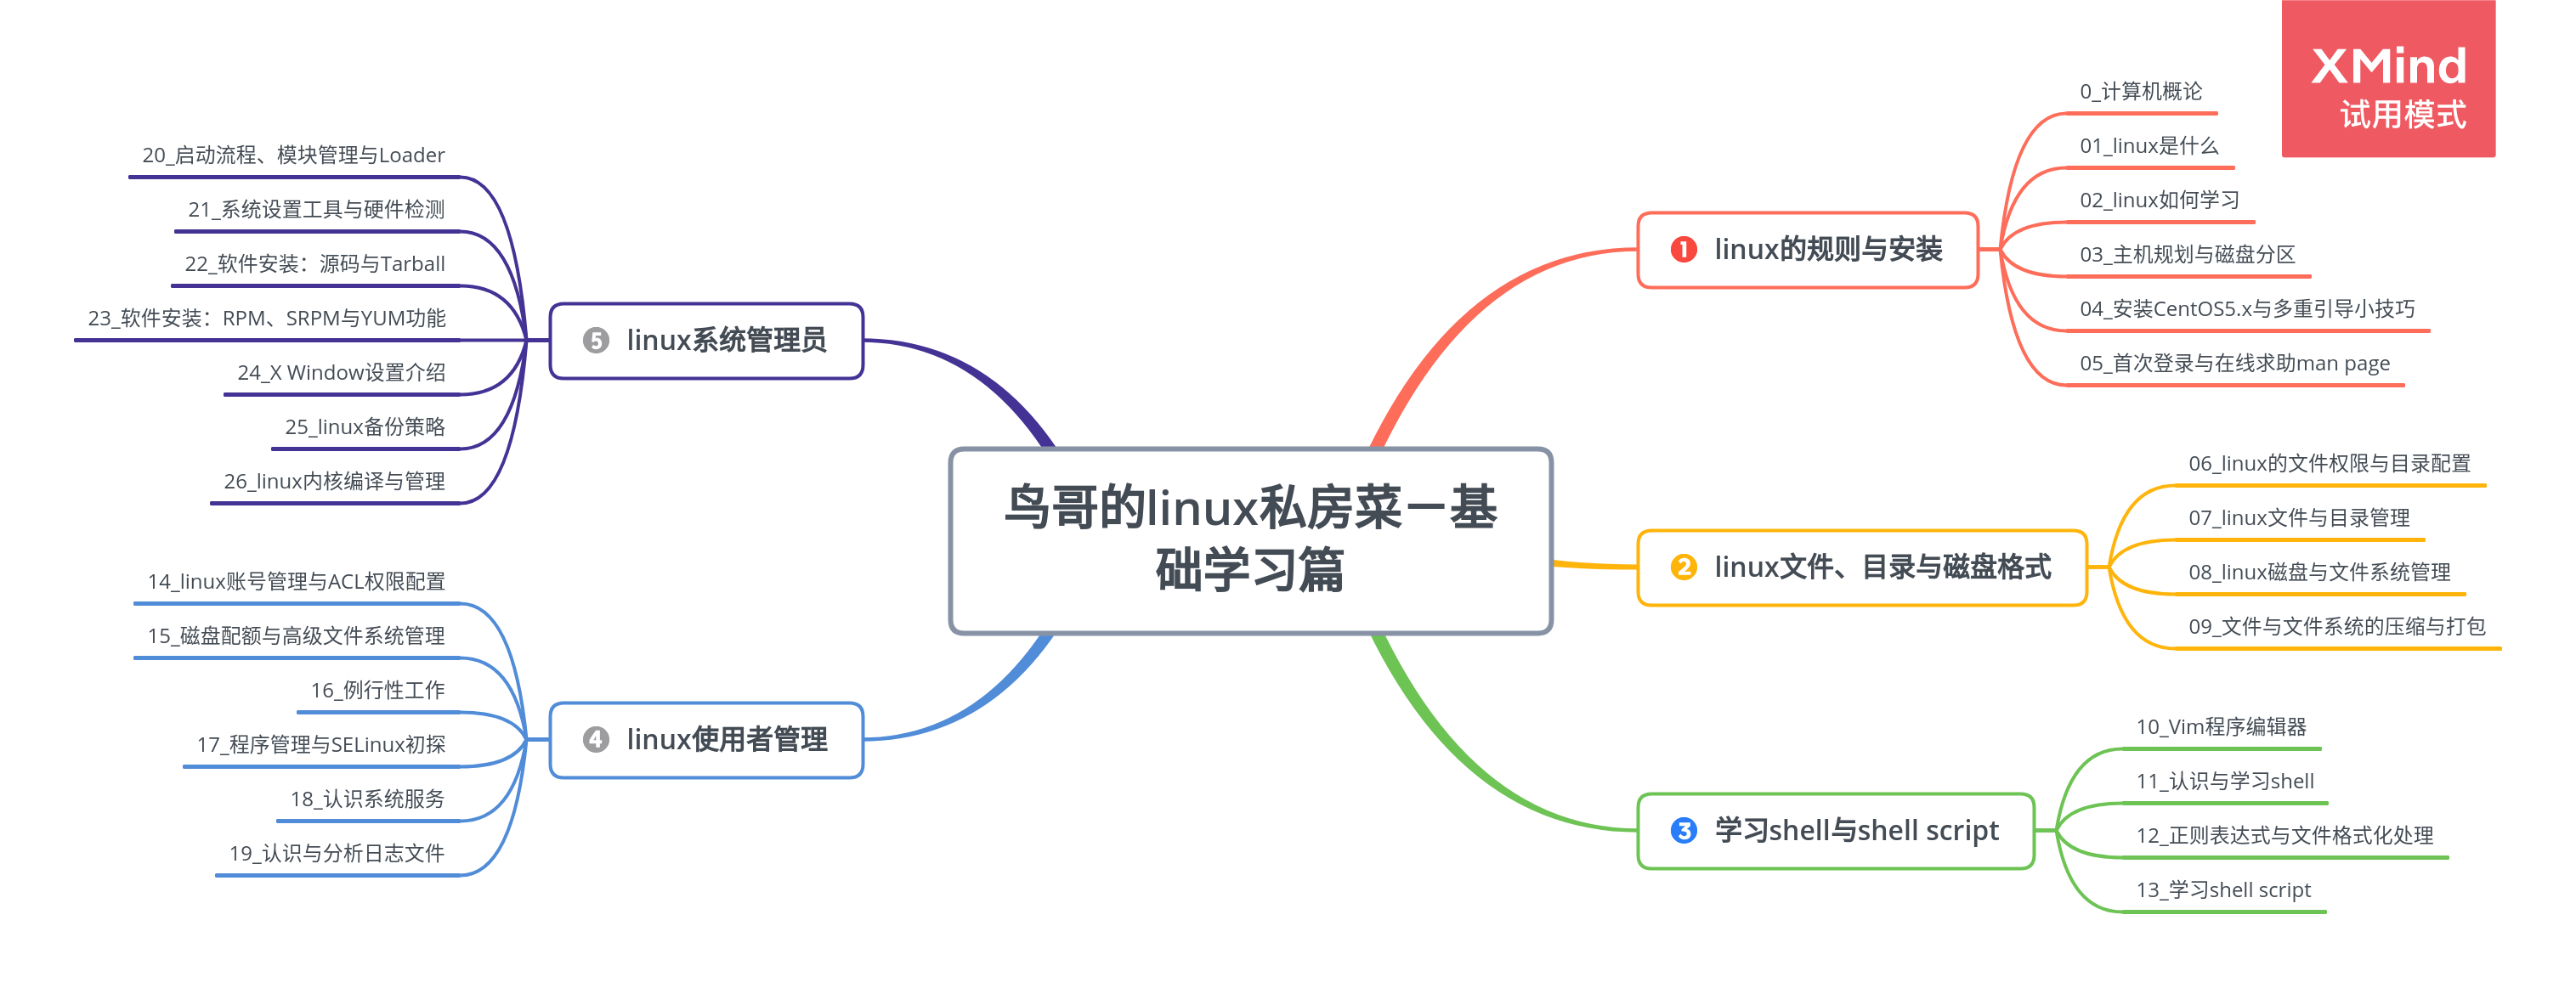 XMind
试用模式
鸟哥的linux私房菜－基
础学习篇
linux的规则与安装
0_计算机概论
01_linux是什么
02_linux如何学习
03_主机规划与磁盘分区
04_安装CentOS5.x与多重引导小技巧
05_首次登录与在线求助man page
linux文件、目录与磁盘格式
06_linux的文件权限与目录配置
07_linux文件与目录管理
08_linux磁盘与文件系统管理
09_文件与文件系统的压缩与打包
学习shell与shell script
10_Vim程序编辑器
11_认识与学习shell
12_正则表达式与文件格式化处理
13_学习shell script
linux使用者管理
14_linux账号管理与ACL权限配置
15_磁盘配额与高级文件系统管理
16_例行性工作
17_程序管理与SELinux初探
18_认识系统服务
19_认识与分析日志文件
linux系统管理员
20_启动流程、模块管理与Loader
21_系统设置工具与硬件检测
22_软件安装：源码与Tarball
23_软件安装：RPM、SRPM与YUM功能
24_X Window设置介绍
25_linux备份策略
26_linux内核编译与管理